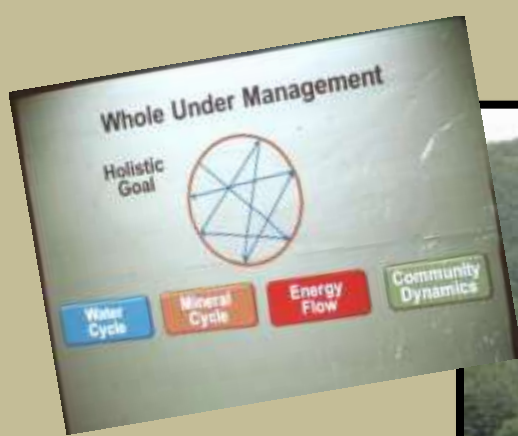 Whole Under Management
Holistic
Goal
Water
Cycle
Mineral
Cycle
Energy
Flow
Community
Dynamics